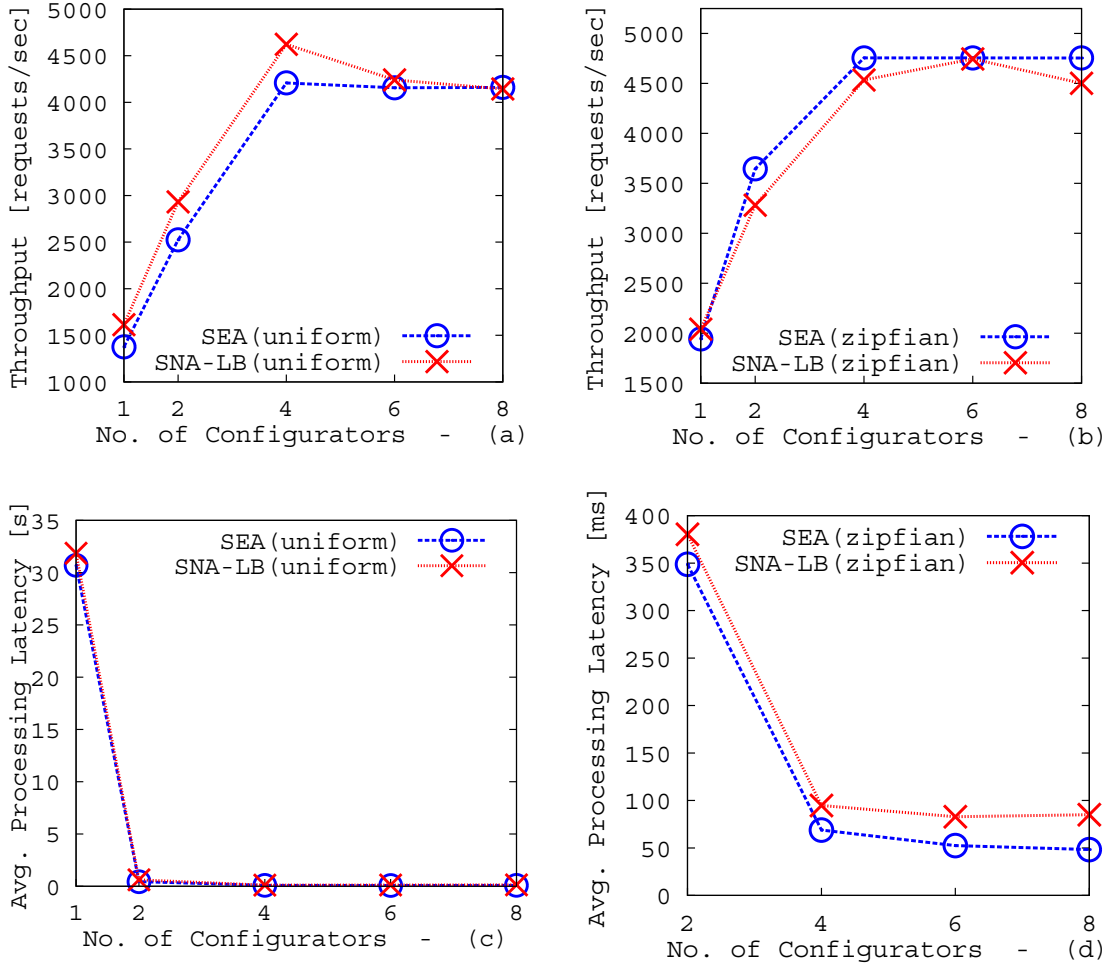 Throughput [requests/sec]
5000
4500
4000
3500
3000
2500
2000
1500
1000
SEA(uniform)
SNA-LB(uniform)
1 2 4 6 8
No. of Configurators - (a)
Throughput [requests/sec]
5000
4500
4000
3500
3000
2500
2000
1500
SEA(zipfian)
SNA-LB(zipfian)
1 2 4 6 8
No. of Configurators - (b)
Avg. Processing Latency [s]
35
30
25
20
15
10
5
0
SEA(uniform)
SNA-LB(uniform)
1 2 4 6 8
No. of Configurators - (c)
Avg. Processing Latency [ms]
400
350
300
250
200
150
100
50
0
SEA(zipfian)
SNA-LB(zipfian)
2 4 6 8
No. of Configurators - (d)